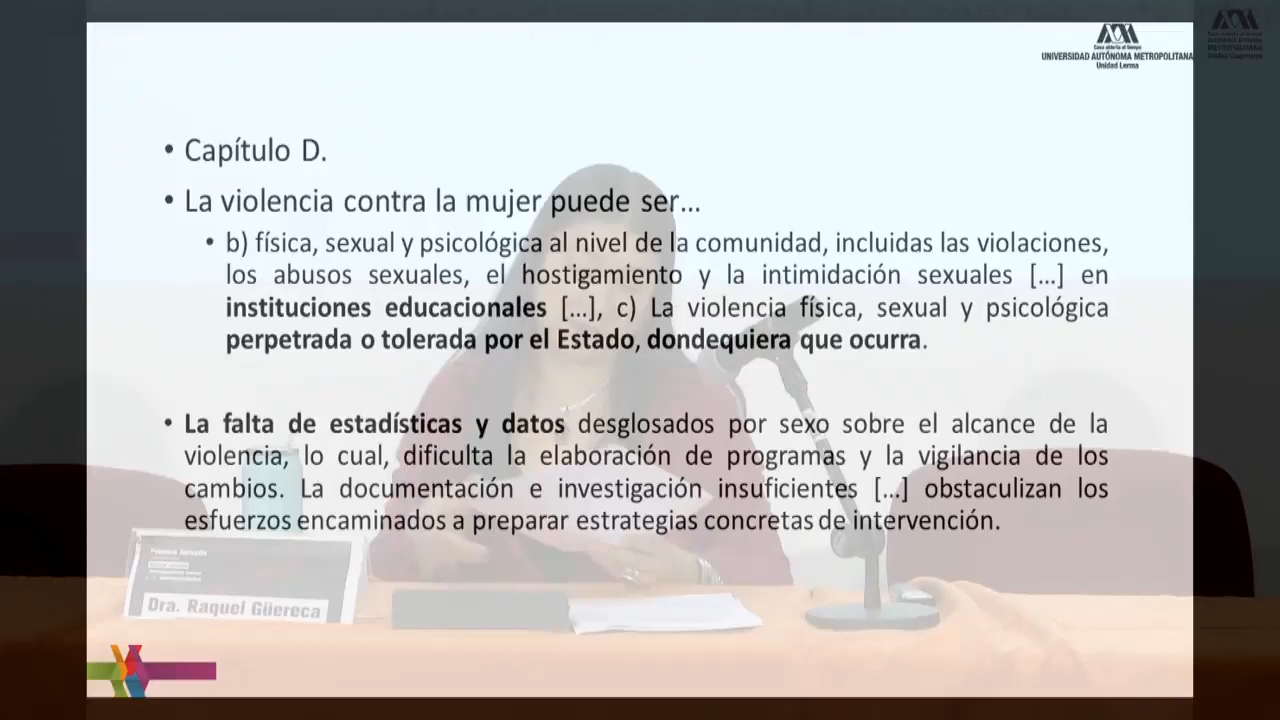 Casa abierta al tiempo
UNIVERSIDAD AUTÓNOMA METROPOLITANA
Unidad Lerma
• Capítulo D.
• La violencia contra la mujer puede ser...
• b) física, sexual y psicológica al nivel de la comunidad, incluidas las violaciones,
los abusos sexuales, el hostigamiento y la intimidación sexuales [...] en
instituciones educacionales [...], c) La violencia física, sexual y psicológica
perpetrada o tolerada por el Estado, dondequiera que ocurra.
• La falta de estadísticas y datos desglosados por sexo sobre el alcance de la
violencia, lo cual, dificulta la elaboración de programas y la vigilancia de los
cambios. La documentación e investigación insuficientes [...] obstaculizan los
esfuerzos encaminados a preparar estrategias concretas de intervención.
Dra. Raquel Güereca